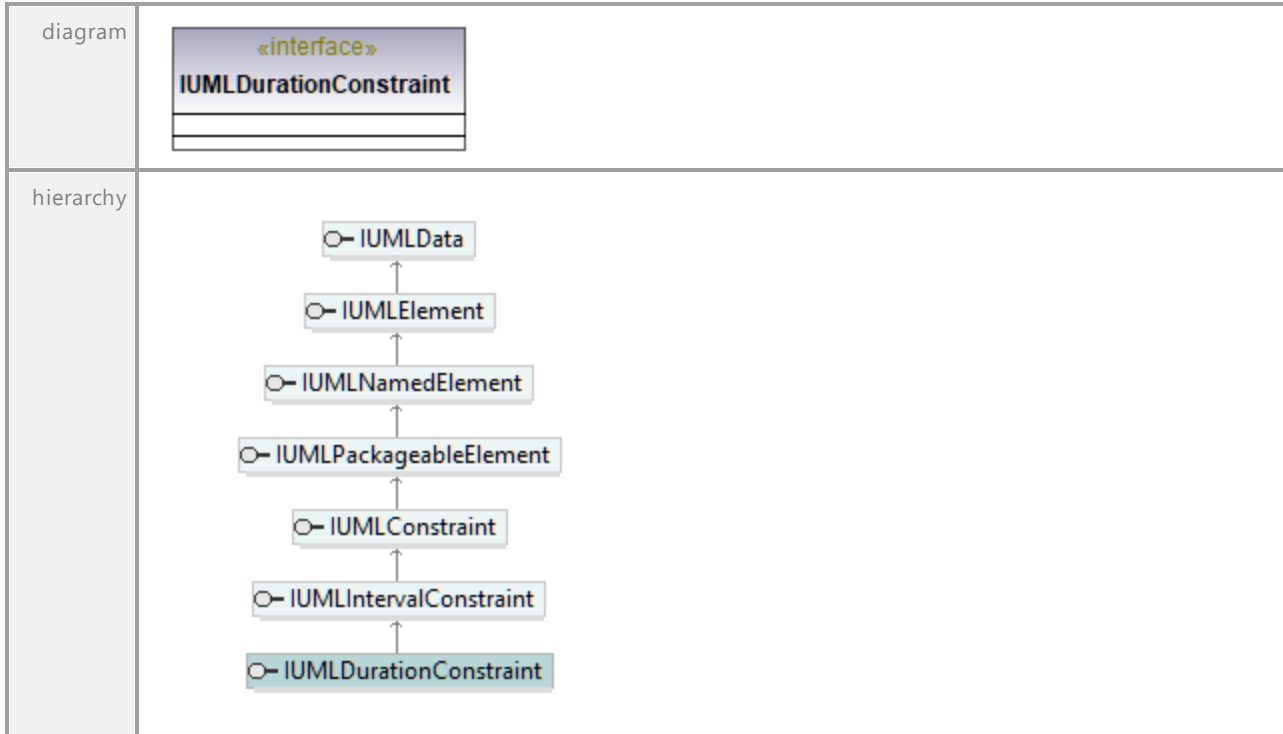 diagram
«interface»
IUMLDurationConstraint
hierarchy
IUMLData
IUMLElement
IUMLNamedElement
IUMLPackageableElement
IUMLConstraint
IUMLIntervalConstraint
IUMLDurationConstraint